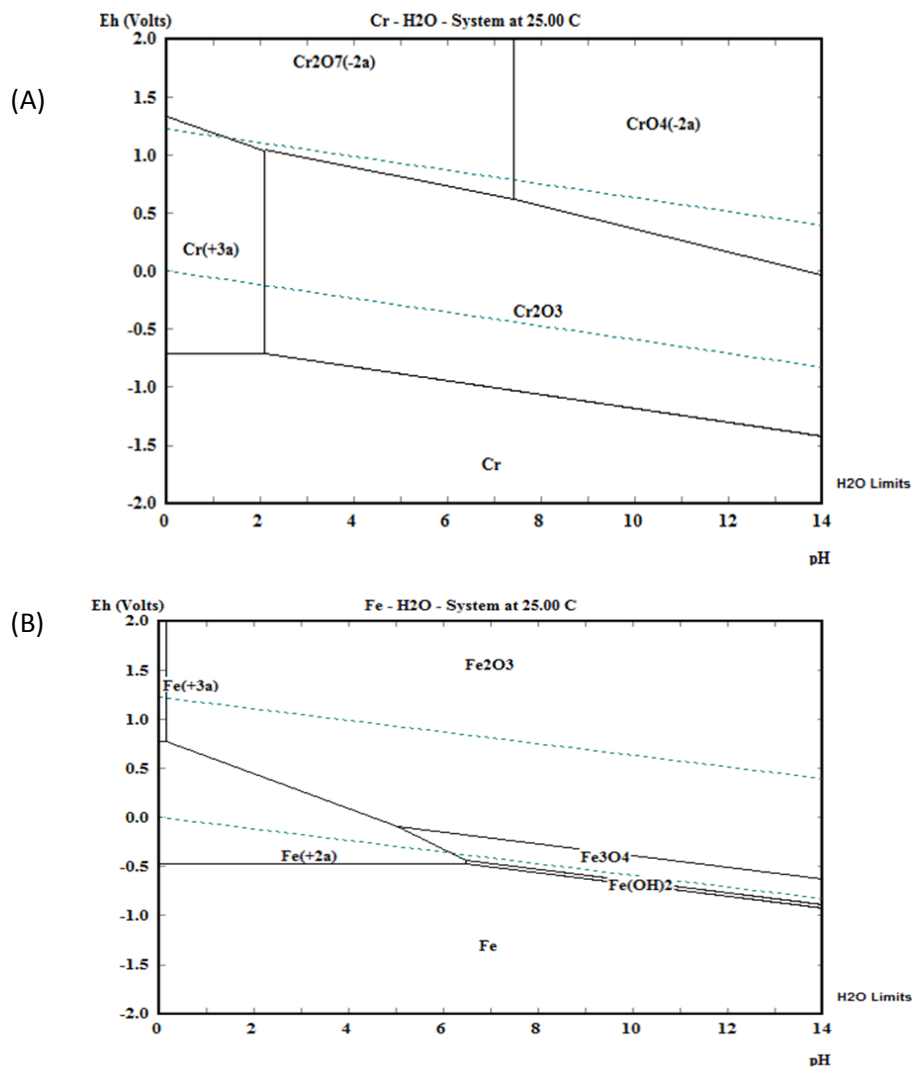 Eh (Volts) Cr - H2O - System at 25.00 C
2.0
Cr2O7(-2a)
(A)
1.5
CrO4(-2a)
1.0
0.5
Cr(+3a)
0.0
Cr2O3
-0.5
-1.0
-1.5
Cr
H2O Limits
-2.0
0 2 4 6 8 10 12 14
pH
Eh (Volts) Fe - H2O - System at 25.00 C
(B)
2.0
Fe2O3
1.5
Fe(+3a)
1.0
0.5
0.0
Fe(+2a)
Fe3O4
-0.5
Fe(OH)2
-1.0
Fe
-1.5
H2O Limits
-2.0
0 2 4 6 8 10 12 14
pH